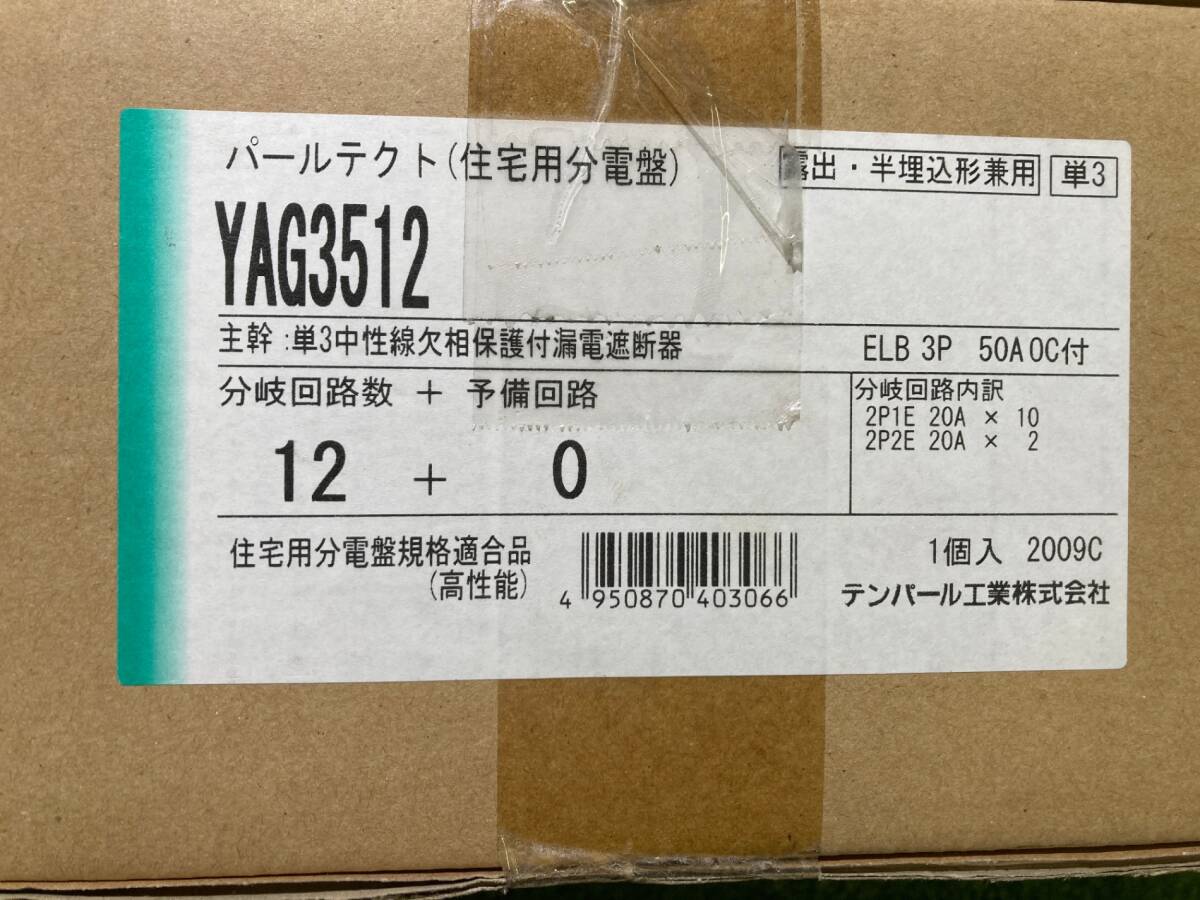 パールテクト(住宅用分電盤)
露出・半埋込形兼用 単3
YAG3512
主幹:単3中性線欠相保護付漏電遮断器 ELB 3P 50A OC付
分岐回路数 + 予備回路
12 + 0
分岐回路内訳
2P1E 20A × 10
2P2E 20A × 2
住宅用分電盤規格適合品
(高性能)
4 950870 403066
1個入 2009C
テンパール工業株式会社